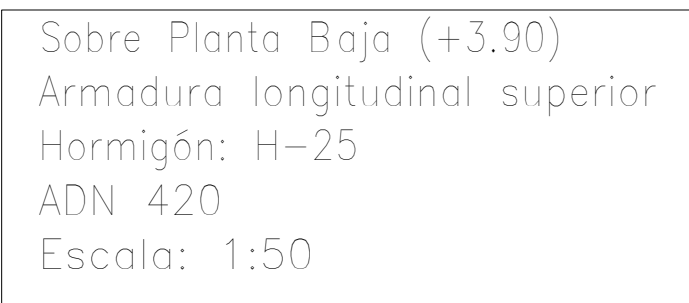 Sobre Planta Baja (+3.90)
Armadura longitudinal superior
Hormigón: H-25
ADN 420
Escala: 1:50